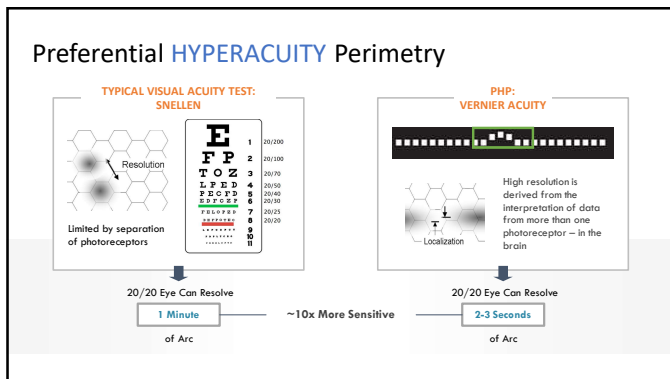 Preferential HYPERACUITY Perimetry
TYPICAL VISUAL ACUITY TEST:
SNELLEN
Resolution
Limited by separation
of photoreceptors
E 1 20/200
F P 2 20/100
T O Z 3 20/70
L P E D 4 20/50
P E C F D 5 20/40
E D F C Z P 6 20/30
F E L O P Z D 7 20/25
D E F P O T E C 8 20/20
9
10
11
20/20 Eye Can Resolve
1 Minute
of Arc
~10x More Sensitive
PHP:
VERNIER ACUITY
Localization
High resolution is
derived from the
interpretation of data
from more than one
photoreceptor – in the
brain
20/20 Eye Can Resolve
2-3 Seconds
of Arc